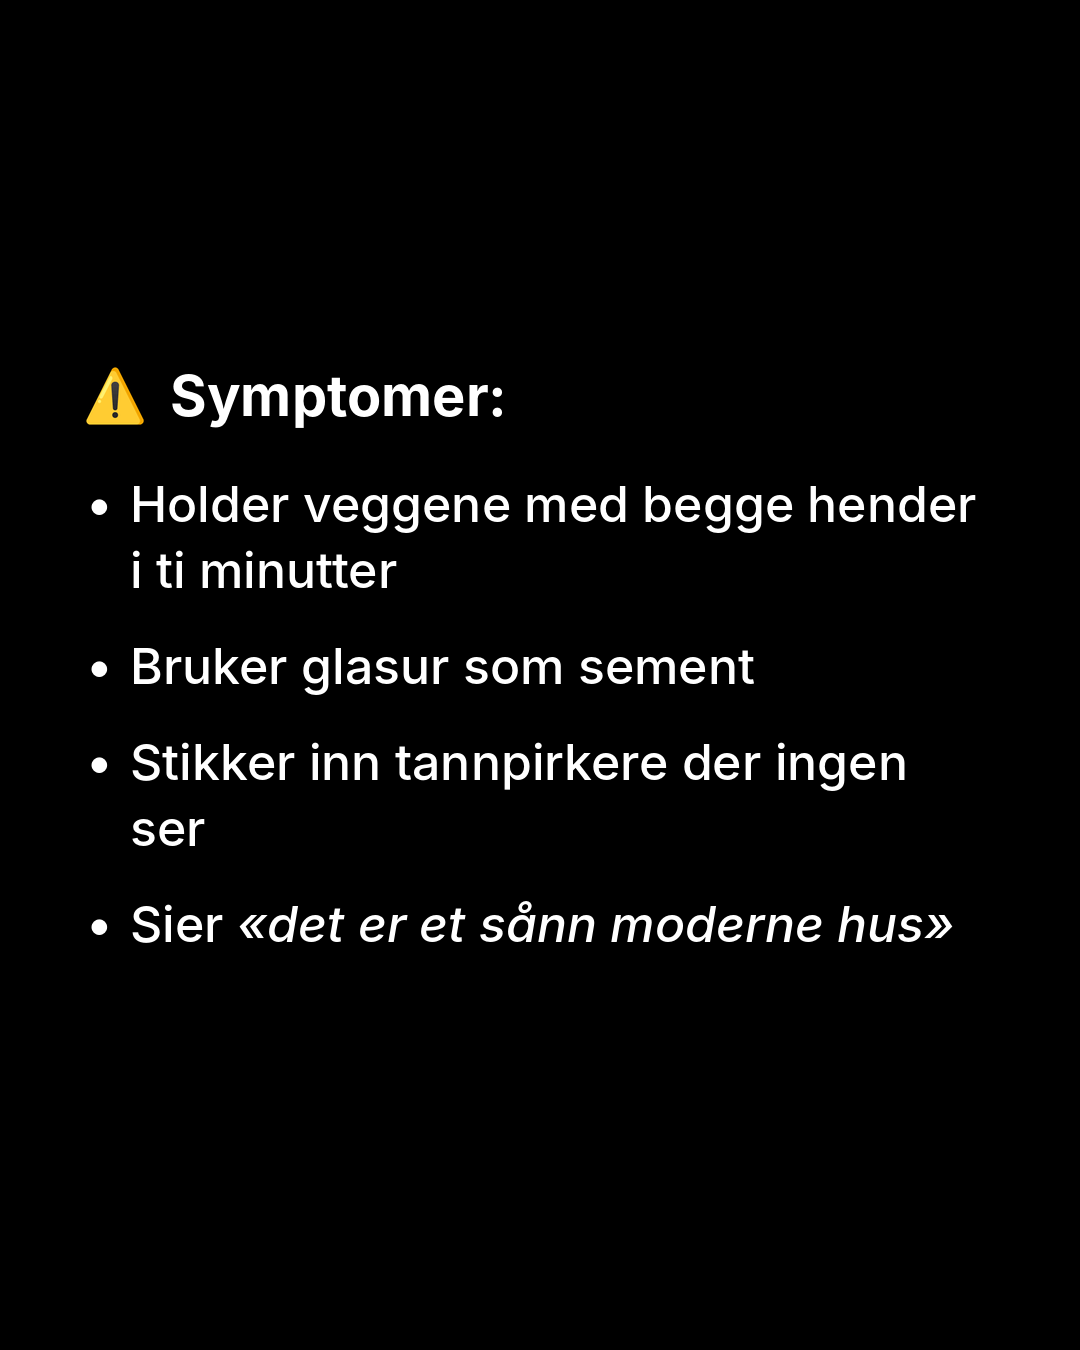 ⚠️ Symptomer:
• Holder veggene med begge hender
i ti minutter
• Bruker glasur som sement
• Stikker inn tannpirkere der ingen
ser
• Sier «det er et sånn moderne hus»